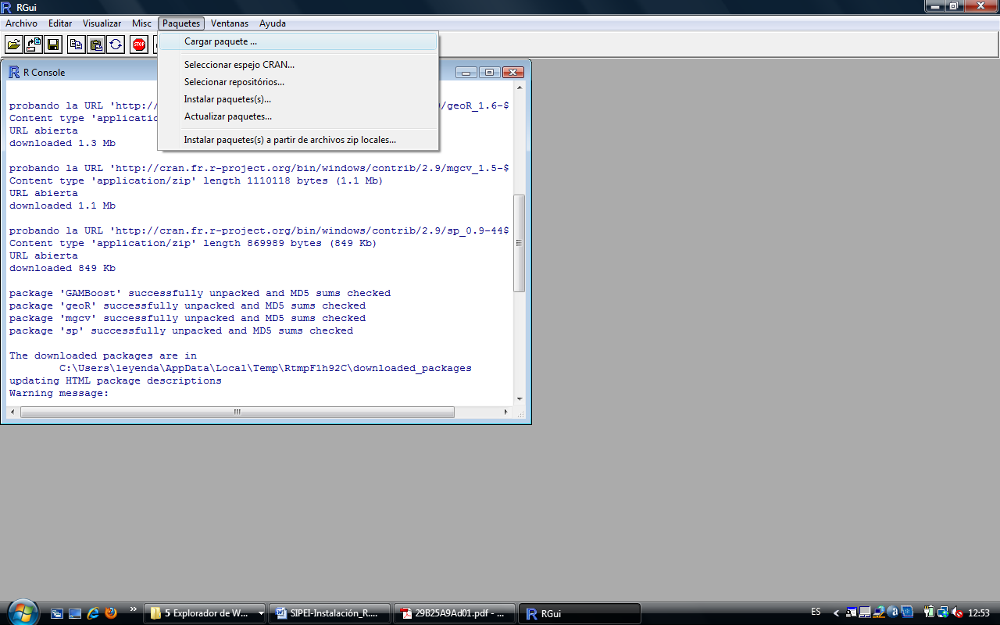 RGui
Archivo Editar Visualizar Misc Paquetes Ventanas Ayuda
STOP
Cargar paquete ...
Seleccionar espejo CRAN...
Selecionar repositórios...
Instalar paquetes(s)...
Actualizar paquetes...
Instalar paquetes(s) a partir de archivos zip locales...
R Console
probando la URL 'http:/ /geoR_1.6-$
Content type 'applicatio
URL abierta
downloaded 1.3 Mb
probando la URL 'http://cran.fr.r-project.org/bin/windows/contrib/2.9/mgcv_1.5-$
Content type 'application/zip' length 1110118 bytes (1.1 Mb)
URL abierta
downloaded 1.1 Mb
probando la URL 'http://cran.fr.r-project.org/bin/windows/contrib/2.9/sp_0.9-44$
Content type 'application/zip' length 869989 bytes (849 Kb)
URL abierta
downloaded 849 Kb
package 'GAMBoost' successfully unpacked and MD5 sums checked
package 'geoR' successfully unpacked and MD5 sums checked
package 'mgcv' successfully unpacked and MD5 sums checked
package 'sp' successfully unpacked and MD5 sums checked
The downloaded packages are in
C:\Users\leyenda\AppData\Local\Temp\RtmpF1h92C\downloaded_packages
updating HTML package descriptions
Warning message:
5 Explorador de W... SIPEI-Instalación_R.... 29B25A9Ad01.pdf - ... RGui ES 12:53